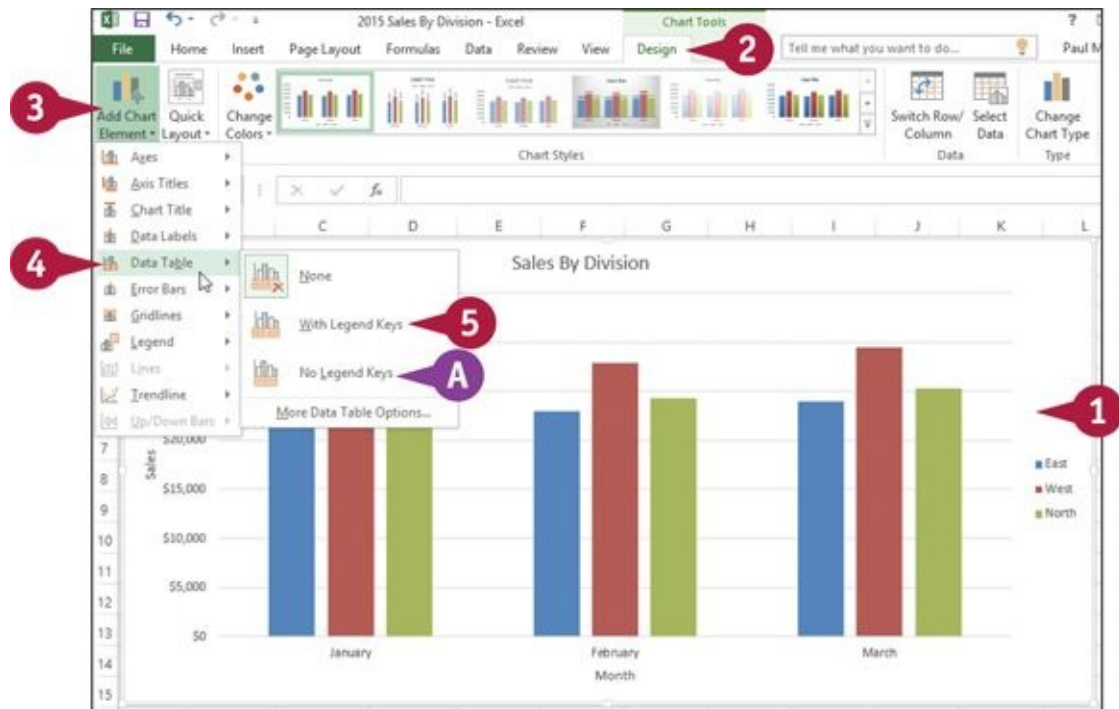 2015 Sales By Division - Excel
Chart Tools
?
File Home Insert Page Layout Formulas Data Review View Design
2
Tell me what you want to do...
Paul M
3
Add Chart Element
Quick Layout
Change Colors
Switch Row/ Column
Select Data
Change Chart Type
Chart Styles
Data
Type
Axes
Axis Titles
Chart Title
Data Labels
4
Data Table
Error Bars
Gridlines
Legend
Lines
Trendline
Up/Down Bars
None
With Legend Keys
5
No Legend Keys
A
More Data Table Options...
fx
C D E F G H I J K L
Sales By Division
1
7
8
9
10
11
12
13
14
15
Sales
$20,000
$15,000
$10,000
$5,000
$0
January February March
Month
East
West
North